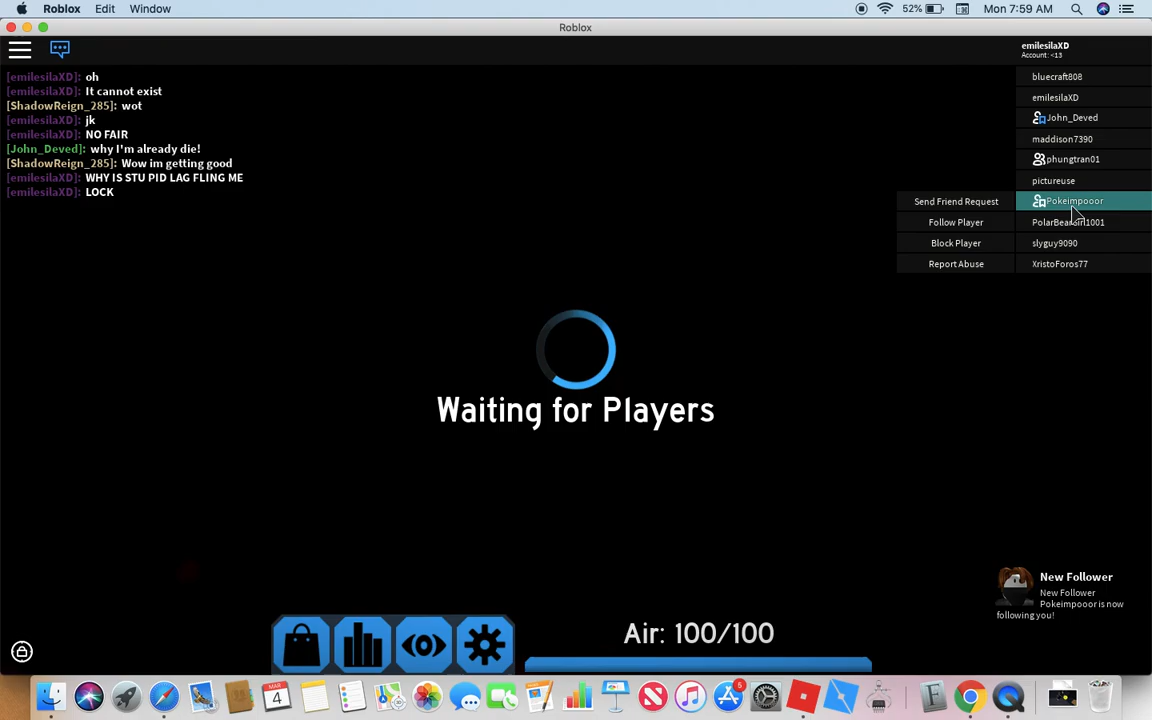 Roblox Edit Window 52% Mon 7:59 AM
Roblox
emilesilaXD
Account: <13
[emilesilaXD]: oh
[emilesilaXD]: It cannot exist
[ShadowReign_285]: wot
[emilesilaXD]: jk
[emilesilaXD]: NO FAIR
[John_Deved]: why I'm already die!
[ShadowReign_285]: Wow im getting good
[emilesilaXD]: WHY IS STU PID LAG FLING ME
[emilesilaXD]: LOCK
bluecraft808
emilesilaXD
John_Deved
maddison7390
phungtran01
pictureuse
Send Friend Request Pokeimpooor
Follow Player
Block Player slyguy9090
Report Abuse XristoForos77
Waiting for Players
New Follower
New Follower
Pokeimpooor is now
following you!
Air: 100/100
MAR
4
5